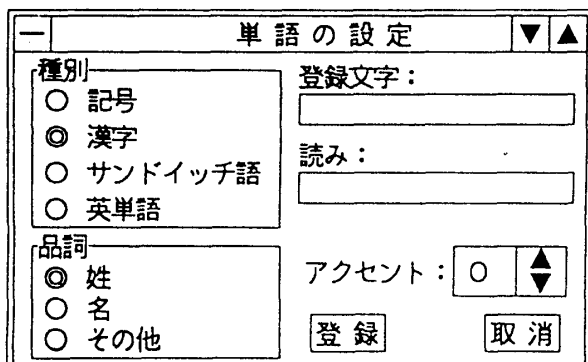 単語の設定
種別
記号
漢字
サンドイッチ語
英単語
品詞
姓
名
その他
登録文字：
読み：
アクセント： 0
登録 取消